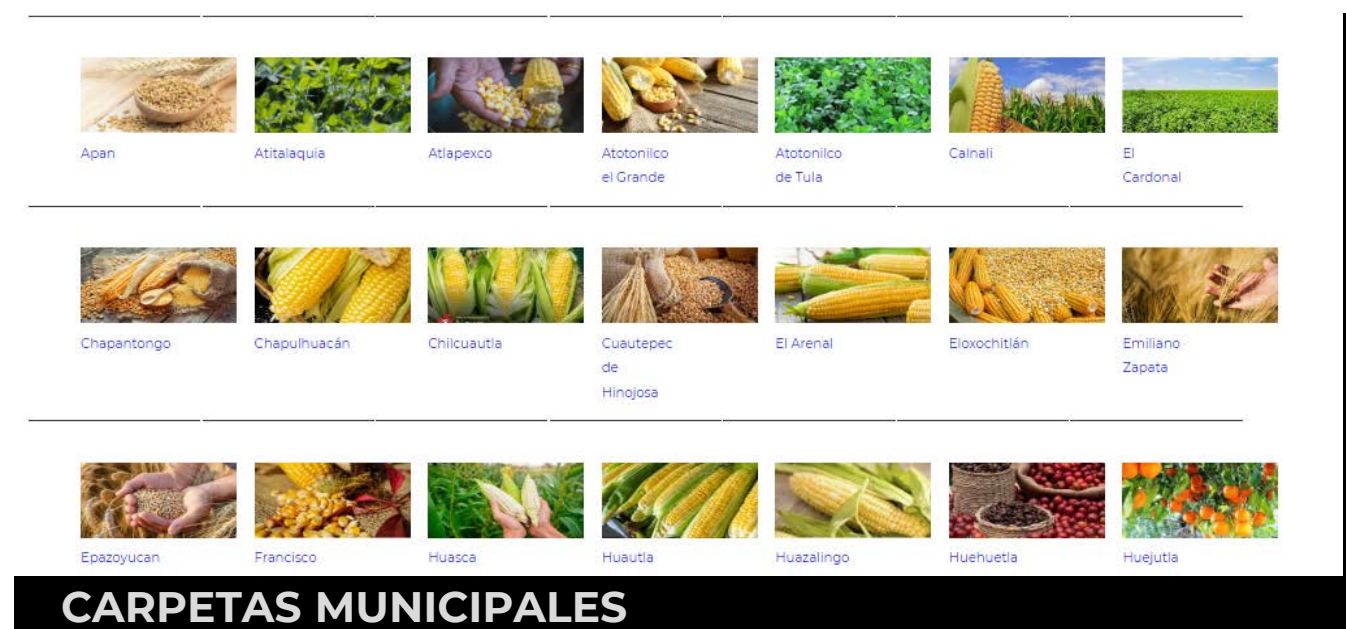 Apan
Atitalaquia
Atlapexco
Atotonilco
el Grande
Atotonilco
de Tula
Calnali
El
Cardonal
Chapantongo
Chapulhuacán
Chilcuautla
Cuautepec
de
Hinojosa
El Arenal
Eloxochitlán
Emiliano
Zapata
Epazoyucan
Francisco
Huasca
Huautla
Huazalingo
Huehuetla
Huejutla
CARPETAS MUNICIPALES